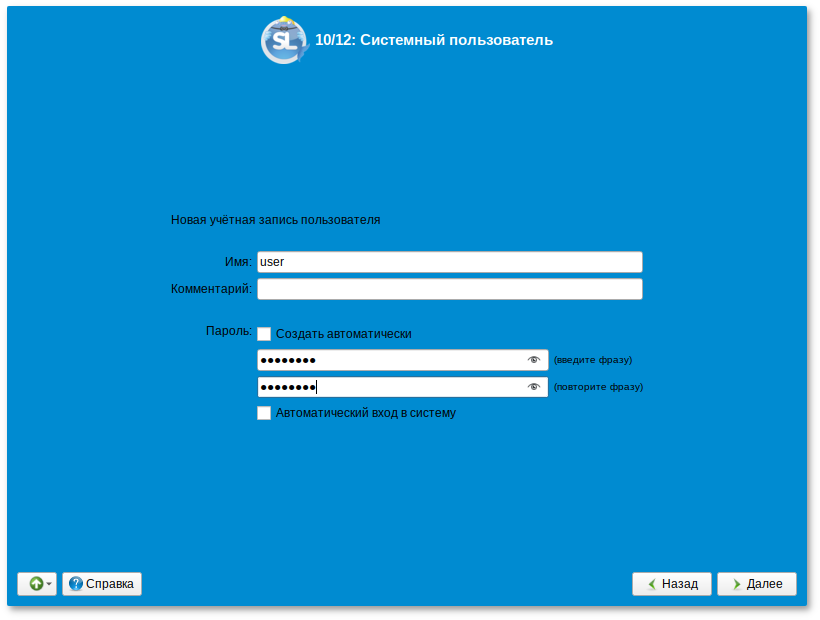 SL
10/12: Системный пользователь
Новая учётная запись пользователя
Имя: user
Комментарий:
Пароль: Создать автоматически
●●●●●●●● (введите фразу)
●●●●●●●● (повторите фразу)
Автоматический вход в систему
Справка Назад Далее